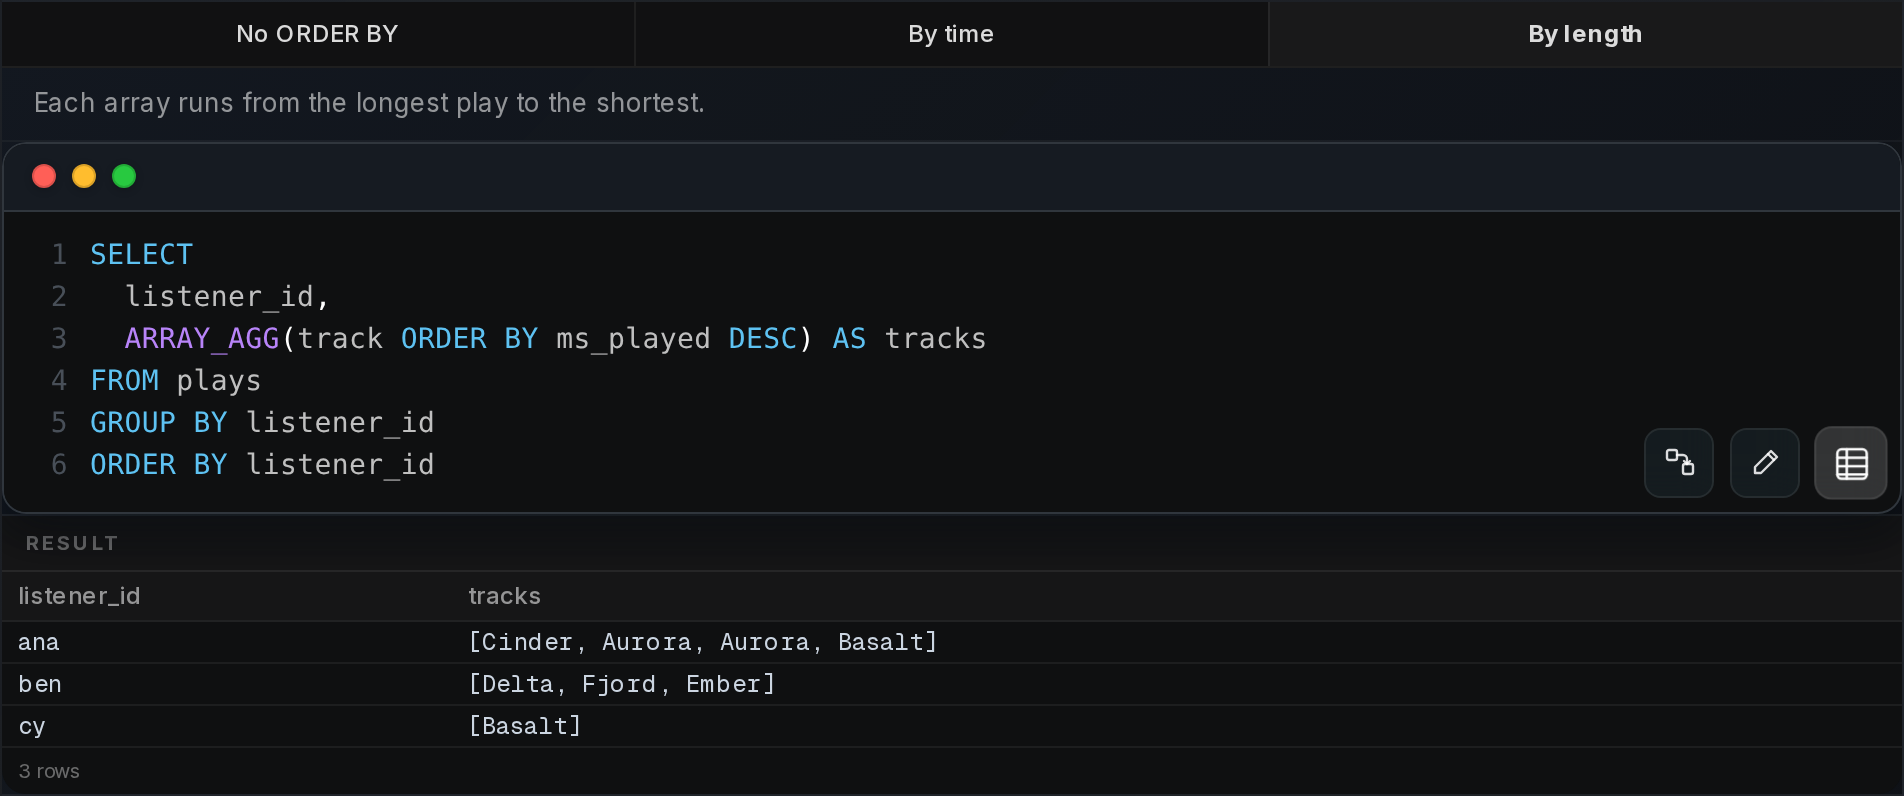 No ORDER BY
By time
By length
Each array runs from the longest play to the shortest.
1 SELECT
2   listener_id,
3   ARRAY_AGG(track ORDER BY ms_played DESC) AS tracks
4 FROM plays
5 GROUP BY listener_id
6 ORDER BY listener_id
RESULT
listener_id tracks
ana [Cinder, Aurora, Aurora, Basalt]
ben [Delta, Fjord, Ember]
cy [Basalt]
3 rows